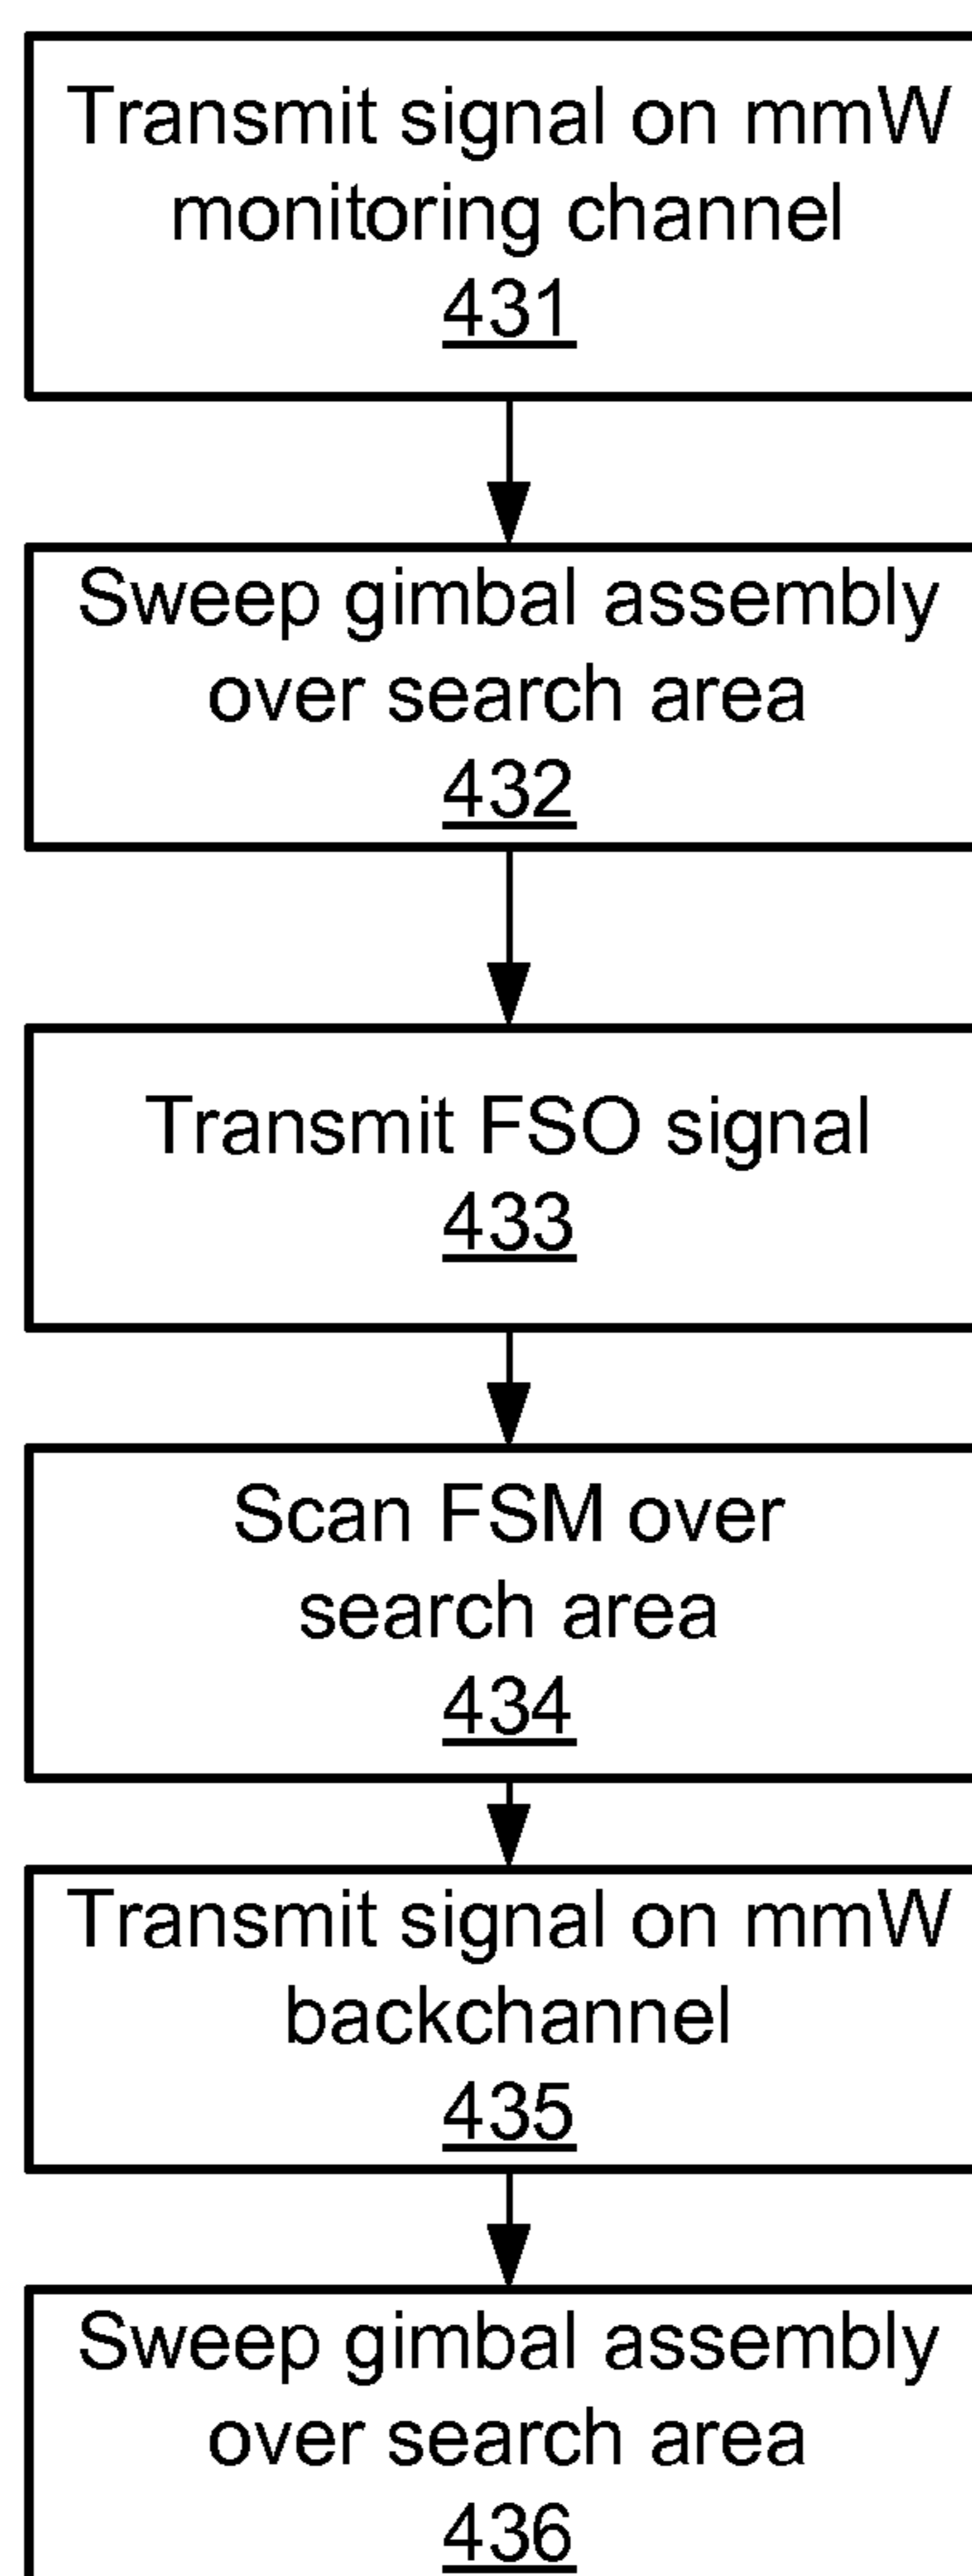 Transmit signal on mmW
monitoring channel
431
Sweep gimbal assembly
over search area
432
Transmit FSO signal
433
Scan FSM over
search area
434
Transmit signal on mmW
backchannel
435
Sweep gimbal assembly
over search area
436